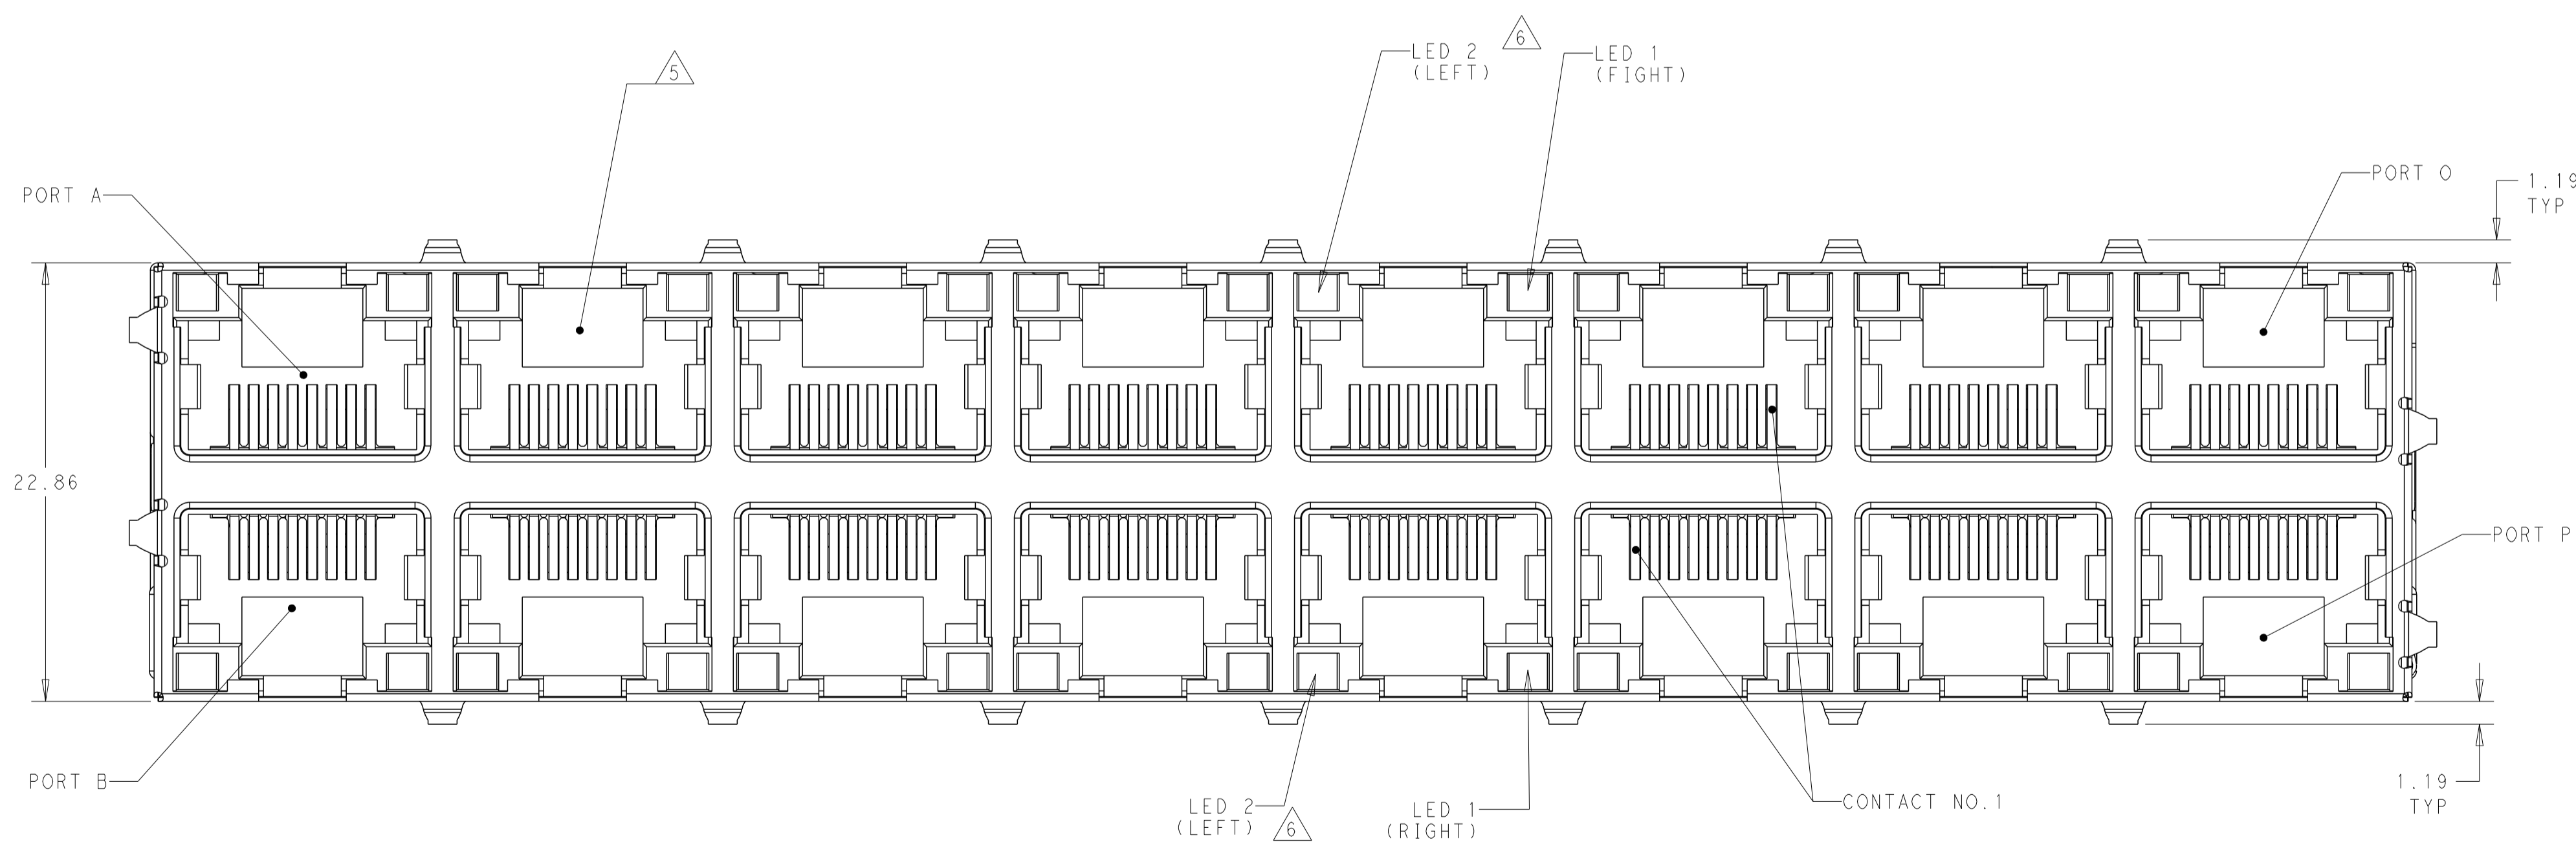 LED 2
(LEFT)
6
LED 1
(FIGHT)
5
PORT A
PORT O
1.19
TYP
22.86
PORT P
PORT B
LED 2
(LEFT)
6
LED 1
(RIGHT)
CONTACT NO.1
1.19
TYP